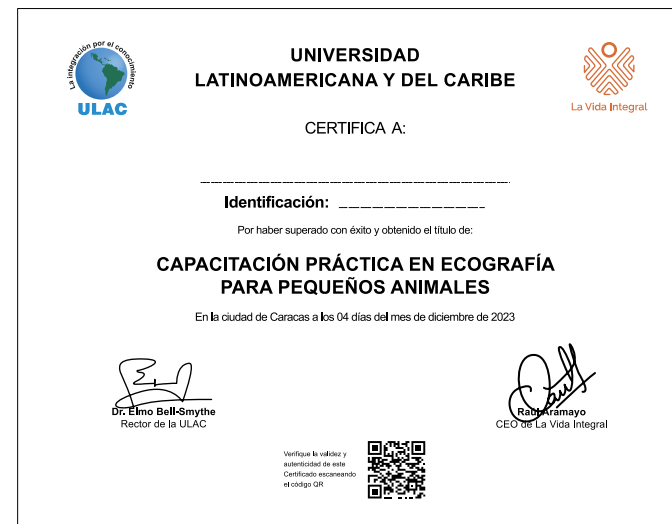 La integración por el conocimiento
ULAC
UNIVERSIDAD
LATINOAMERICANA Y DEL CARIBE
La Vida Integral
CERTIFICA A:
Identificación:
Por haber superado con éxito y obtenido el título de:
CAPACITACIÓN PRÁCTICA EN ECOGRAFÍA
PARA PEQUEÑOS ANIMALES
En la ciudad de Caracas a los 04 días del mes de diciembre de 2023
Dr. Elmo Bell-Smythe
Rector de la ULAC
Raúl Aramayo
CEO de La Vida Integral
Verifique la validez y
autenticidad de este
Certificado escaneando
el código QR